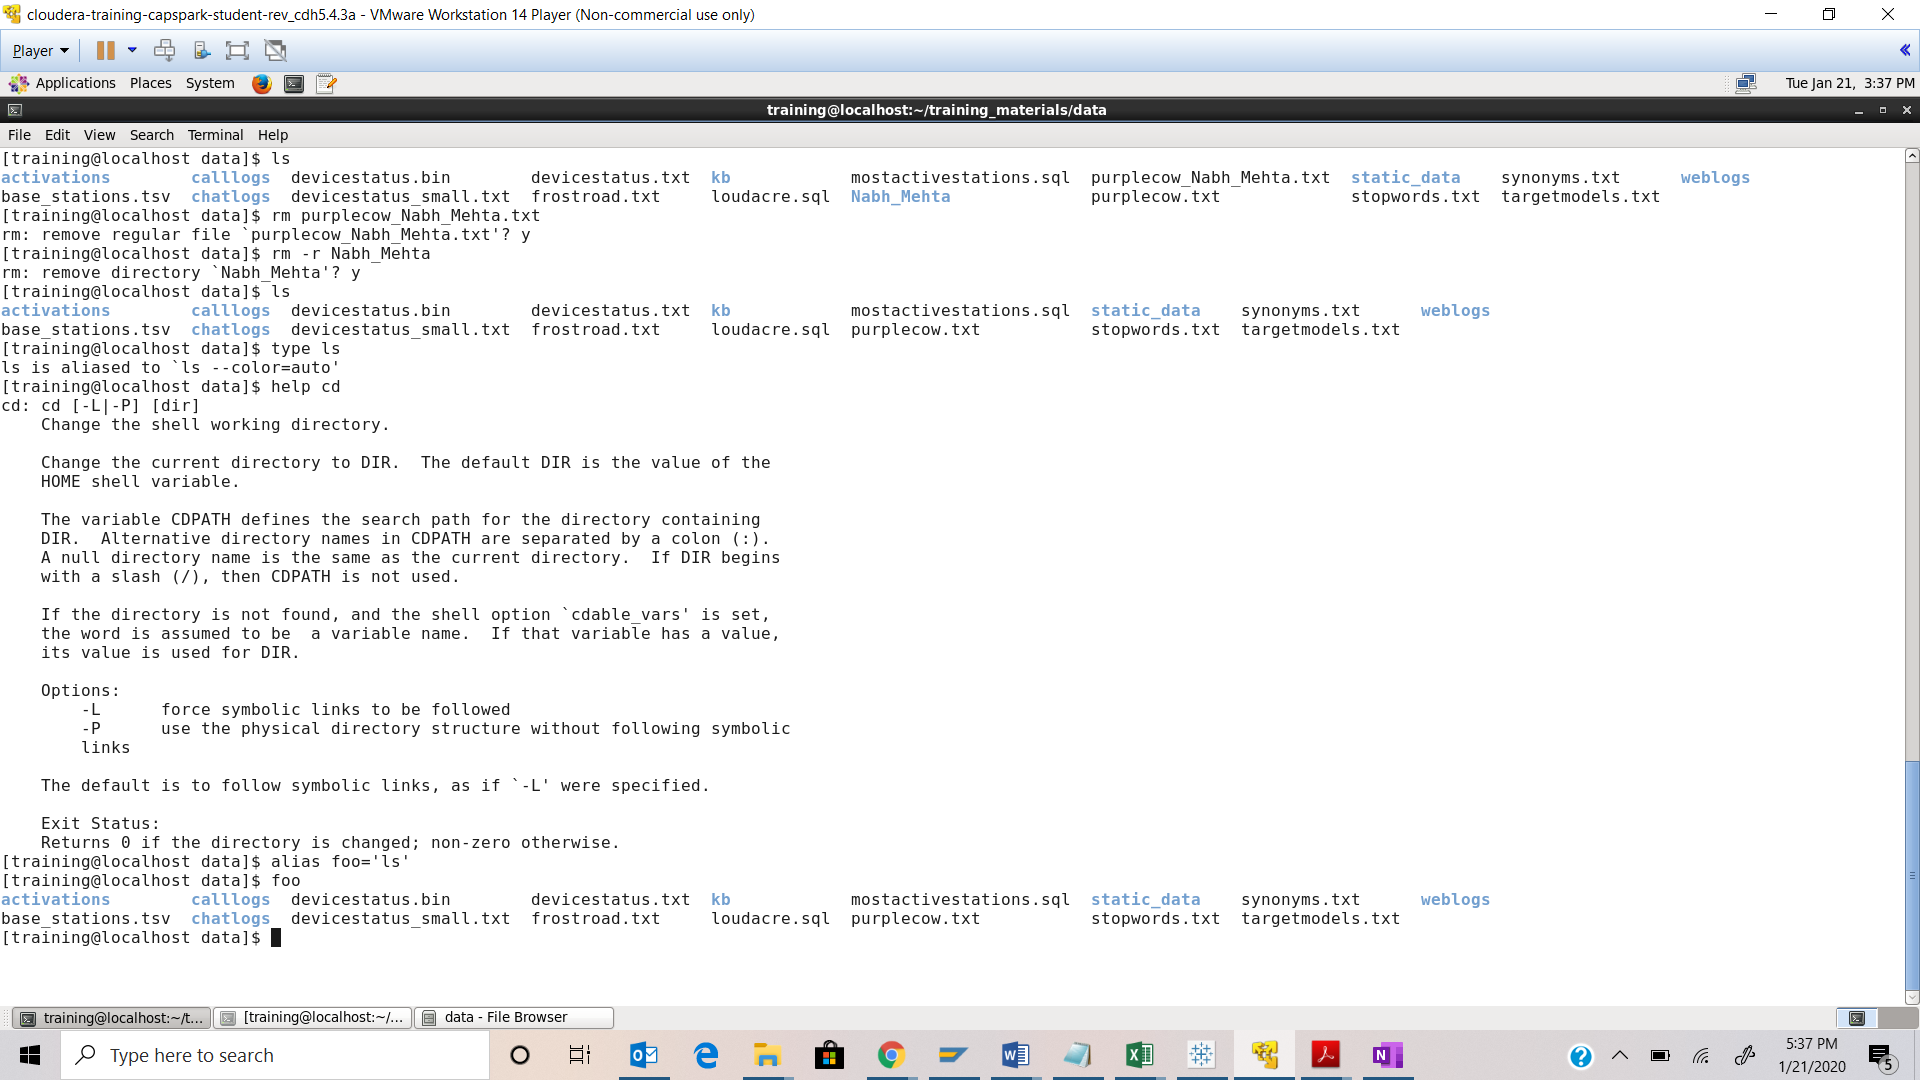 cloudera-training-capspark-student-rev_cdh5.4.3a - VMware Workstation 14 Player (Non-commercial use only)
Player
Applications Places System Tue Jan 21, 3:37 PM
training@localhost:~/training_materials/data
File Edit View Search Terminal Help
[training@localhost data]$ ls
activations calllogs devicestatus.bin devicestatus.txt kb mostactivestations.sql purplecow_Nabh_Mehta.txt static_data synonyms.txt weblogs
base_stations.tsv chatlogs devicestatus_small.txt frostroad.txt loudacre.sql Nabh_Mehta purplecow.txt stopwords.txt targetmodels.txt
[training@localhost data]$ rm purplecow_Nabh_Mehta.txt
rm: remove regular file `purplecow_Nabh_Mehta.txt'? y
[training@localhost data]$ rm -r Nabh_Mehta
rm: remove directory `Nabh_Mehta'? y
[training@localhost data]$ ls
activations calllogs devicestatus.bin devicestatus.txt kb mostactivestations.sql static_data synonyms.txt weblogs
base_stations.tsv chatlogs devicestatus_small.txt frostroad.txt loudacre.sql purplecow.txt stopwords.txt targetmodels.txt
[training@localhost data]$ type ls
ls is aliased to `ls --color=auto'
[training@localhost data]$ help cd
cd: cd [-L|-P] [dir]
Change the shell working directory.
Change the current directory to DIR. The default DIR is the value of the
HOME shell variable.
The variable CDPATH defines the search path for the directory containing
DIR. Alternative directory names in CDPATH are separated by a colon (:).
A null directory name is the same as the current directory. If DIR begins
with a slash (/), then CDPATH is not used.
If the directory is not found, and the shell option `cdable_vars' is set,
the word is assumed to be a variable name. If that variable has a value,
its value is used for DIR.
Options:
-L force symbolic links to be followed
-P use the physical directory structure without following symbolic
links
The default is to follow symbolic links, as if `-L' were specified.
Exit Status:
Returns 0 if the directory is changed; non-zero otherwise.
[training@localhost data]$ alias foo='ls'
[training@localhost data]$ foo
activations calllogs devicestatus.bin devicestatus.txt kb mostactivestations.sql static_data synonyms.txt weblogs
base_stations.tsv chatlogs devicestatus_small.txt frostroad.txt loudacre.sql purplecow.txt stopwords.txt targetmodels.txt
[training@localhost data]$
training@localhost:~/t... [training@localhost:~/... data - File Browser
Type here to search
5:37 PM
1/21/2020
5